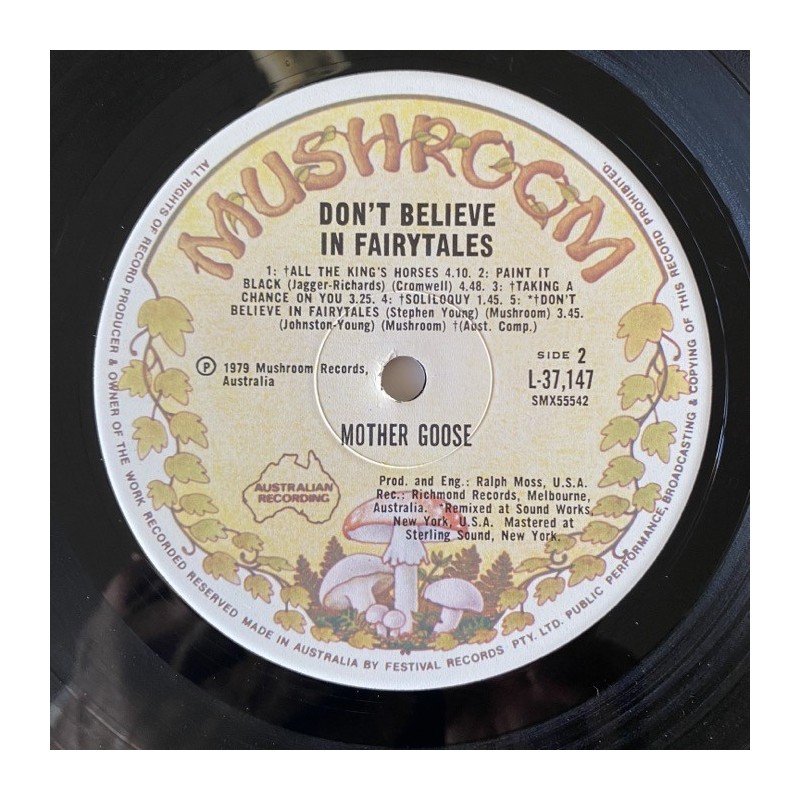 MUSHROOM
DON'T BELIEVE
IN FAIRYTALES
1: †ALL THE KING'S HORSES 4.10. 2: PAINT IT
BLACK (Jagger-Richards) (Cromwell) 4.48. 3: †TAKING A
CHANCE ON YOU 3.25. 4: †SOLILOQUY 1.45. 5: *†DON'T
BELIEVE IN FAIRYTALES (Stephen Young) (Mushroom) 3.45.
(Johnston-Young) (Mushroom) †(Aust. Comp.)
Ⓟ 1979 Mushroom Records,
Australia
SIDE 2
L-37,147
SMX55542
MOTHER GOOSE
AUSTRALIAN
RECORDING
Prod. and Eng.: Ralph Moss, U.S.A.
Rec.: Richmond Records, Melbourne,
Australia. Remixed at Sound Works,
New York, U.S.A. Mastered at
Sterling Sound, New York.
ALL RIGHTS OF RECORD PRODUCER & OWNER OF THE WORK RECORDED RESERVED MADE IN AUSTRALIA BY FESTIVAL RECORDS PTY. LTD. PUBLIC PERFORMANCE, BROADCASTING & COPYING OF THIS RECORD PROHIBITED.